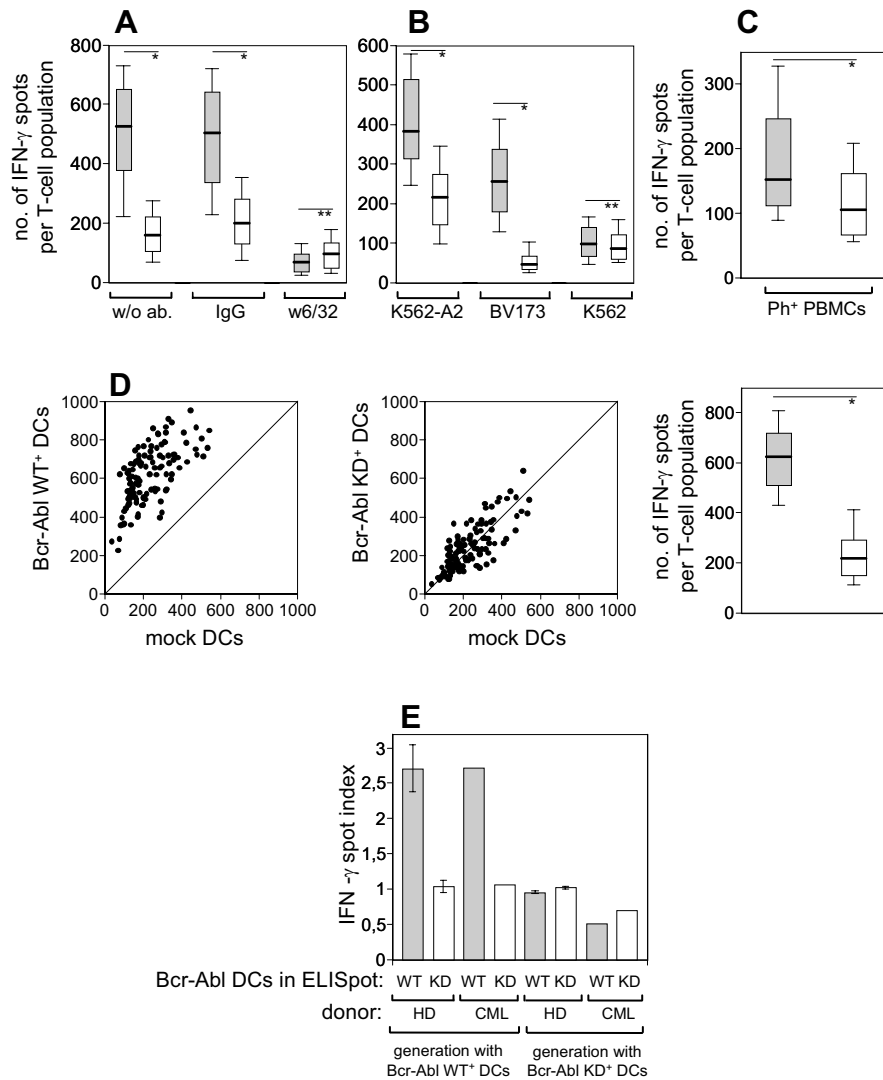 A
no. of IFN-γ spots
per T-cell population
800
600
400
200
0
*
*
**
w/o ab.
IgG
w6/32
B
600
500
400
300
200
100
0
*
*
**
K562-A2
BV173
K562
C
no. of IFN-γ spots
per T-cell population
300
200
100
0
*
Ph+ PBMCs
D
Bcr-Abl WT+ DCs
1000
800
600
400
200
0
0 200 400 600 800 1000
mock DCs
Bcr-Abl KD+ DCs
1000
800
600
400
200
0
0 200 400 600 800 1000
mock DCs
no. of IFN-γ spots
per T-cell population
800
600
400
200
0
*
E
IFN -γ spot index
3
2,5
2
1,5
1
0,5
0
Bcr-Abl DCs in ELISpot: WT KD WT KD WT KD WT KD
donor: HD CML HD CML
generation with
Bcr-Abl WT+ DCs
generation with
Bcr-Abl KD+ DCs